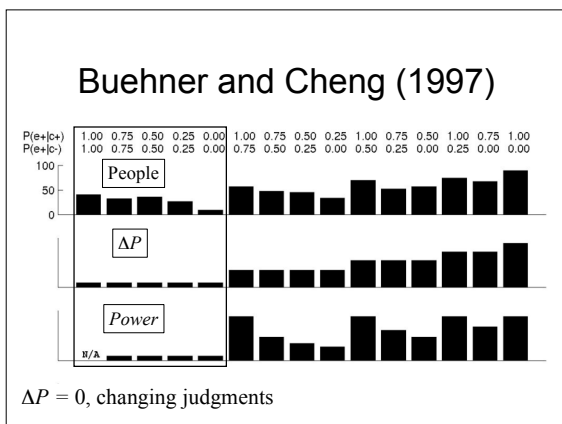 Buehner and Cheng (1997)
P(e+|c+) 1.00 0.75 0.50 0.25 0.00 1.00 0.75 0.50 0.25 1.00 0.75 0.50 1.00 0.75 1.00
P(e+|c-) 1.00 0.75 0.50 0.25 0.00 0.75 0.50 0.25 0.00 0.50 0.25 0.00 0.25 0.00 0.00
100
50
0
People
ΔP
Power
N/A
ΔP = 0, changing judgments